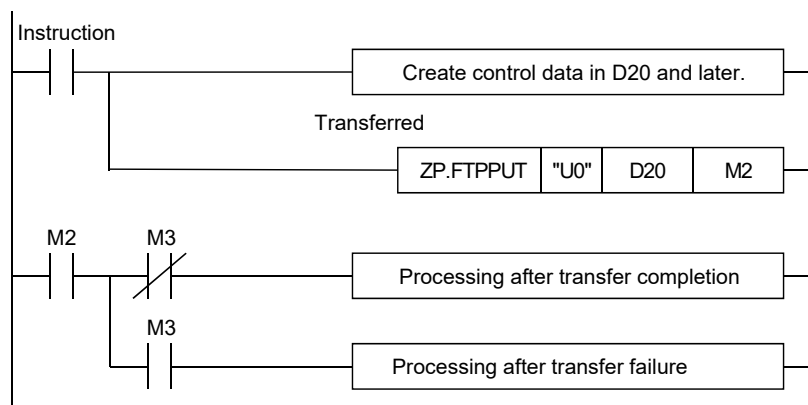 Instruction
Create control data in D20 and later.
Transferred
ZP.FTPPUT "U0" D20 M2
M2 M3
Processing after transfer completion
M3
Processing after transfer failure